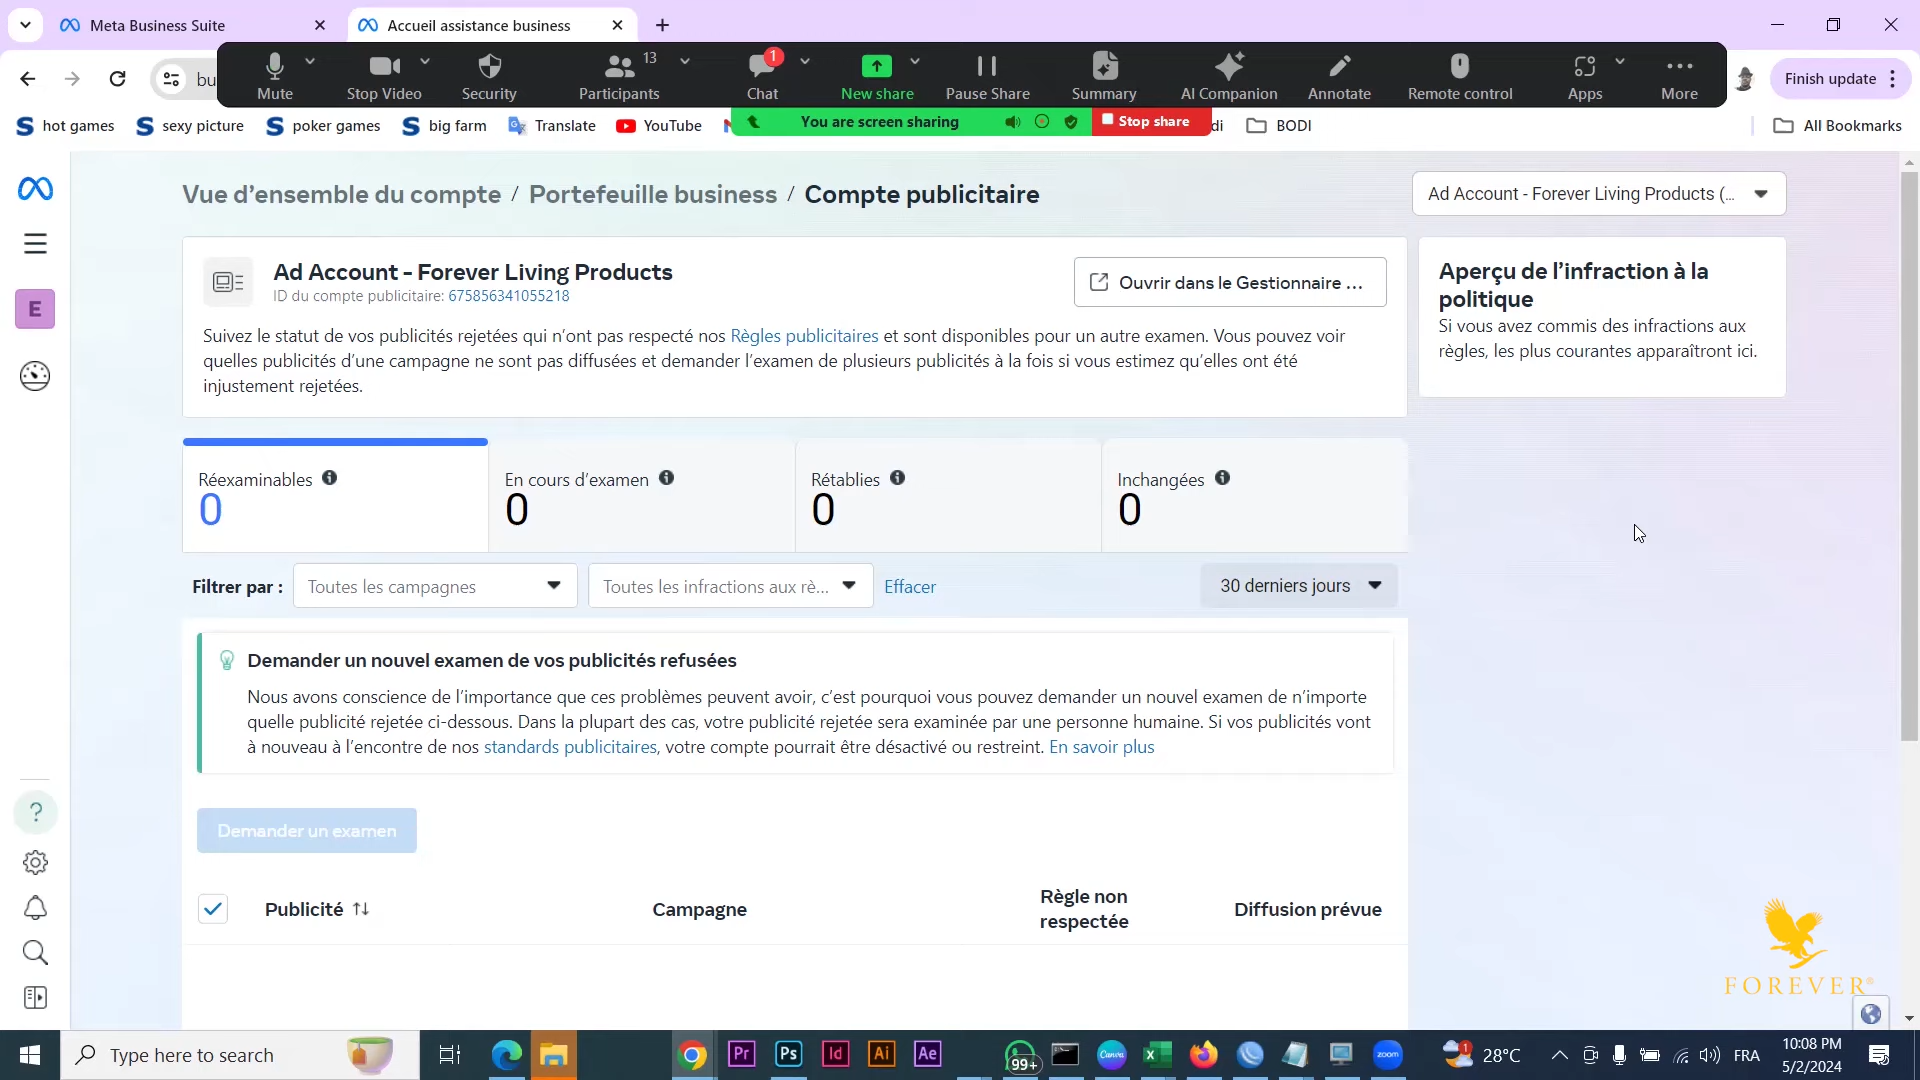 Meta Business Suite
Accueil assistance business
bu
Mute
Stop Video
Security
13
Participants
1
Chat
New share
Pause Share
Summary
AI Companion
Annotate
Remote control
Apps
More
Finish update
hot games
sexy picture
poker games
big farm
Translate
YouTube
You are screen sharing
Stop share
di
BODI
All Bookmarks
Vue d’ensemble du compte / Portefeuille business / Compte publicitaire
Ad Account - Forever Living Products (...
E
Ad Account - Forever Living Products
ID du compte publicitaire: 675856341055218
Ouvrir dans le Gestionnaire ...
Suivez le statut de vos publicités rejetées qui n’ont pas respecté nos Règles publicitaires et sont disponibles pour un autre examen. Vous pouvez voir
quelles publicités d’une campagne ne sont pas diffusées et demander l’examen de plusieurs publicités à la fois si vous estimez qu’elles ont été
injustement rejetées.
Aperçu de l’infraction à la
politique
Si vous avez commis des infractions aux
règles, les plus courantes apparaîtront ici.
Réexaminables
0
En cours d’examen
0
Rétablies
0
Inchangées
0
Filtrer par :
Toutes les campagnes
Toutes les infractions aux rè...
Effacer
30 derniers jours
Demander un nouvel examen de vos publicités refusées
Nous avons conscience de l’importance que ces problèmes peuvent avoir, c’est pourquoi vous pouvez demander un nouvel examen de n’importe
quelle publicité rejetée ci-dessous. Dans la plupart des cas, votre publicité rejetée sera examinée par une personne humaine. Si vos publicités vont
à nouveau à l’encontre de nos standards publicitaires, votre compte pourrait être désactivé ou restreint. En savoir plus
Demander un examen
Publicité
Campagne
Règle non
respectée
Diffusion prévue
FOREVER®
Type here to search
Pr
Ps
Id
Ai
Ae
99+
Canva
zoom
1
28°C
FRA
10:08 PM
5/2/2024